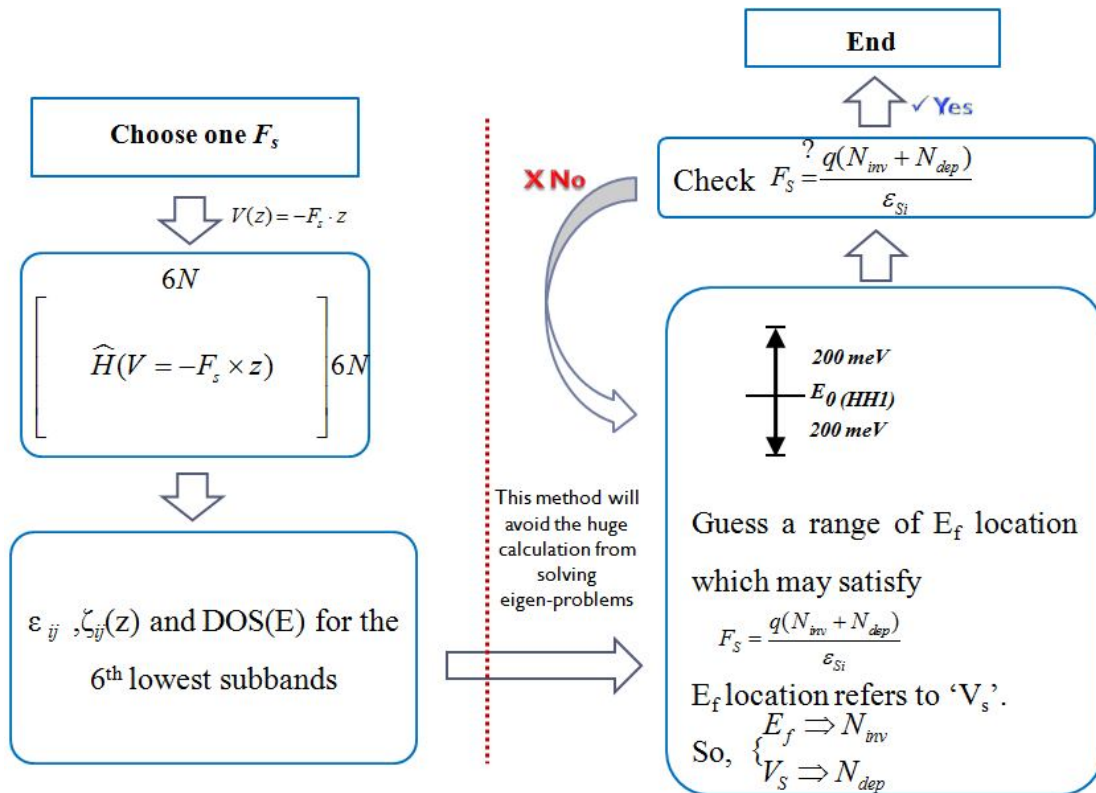 Choose one F_s
V(z) = −F_s · z
6N
Ĥ(V = −F_s × z)
6N
ε_ij ,ζ_ij(z) and DOS(E) for the
6^th lowest subbands
This method will
avoid the huge
calculation from
solving
eigen-problems
End
✓ Yes
Check F_S =? q(N_inv + N_dep) / ε_Si
X No
200 meV
E_0 (HH1)
200 meV
Guess a range of E_f location
which may satisfy
F_S = q(N_inv + N_dep) / ε_Si
E_f location refers to ‘V_s’.
So, { E_f ⇒ N_inv
V_S ⇒ N_dep